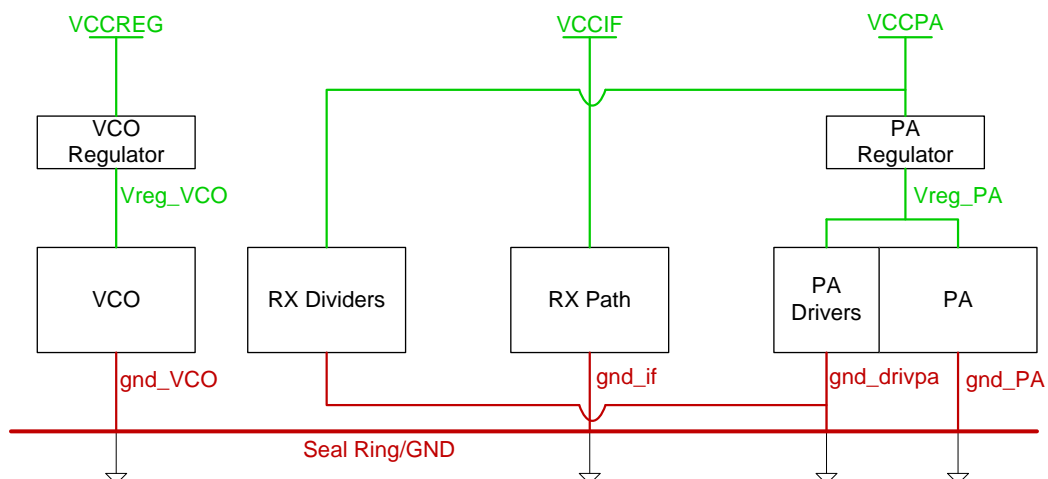 VCCREG
VCCIF
VCCPA
VCO
Regulator
PA
Regulator
Vreg_VCO
Vreg_PA
VCO
RX Dividers
RX Path
PA
Drivers
PA
gnd_VCO
gnd_if
gnd_drivpa
gnd_PA
Seal Ring/GND